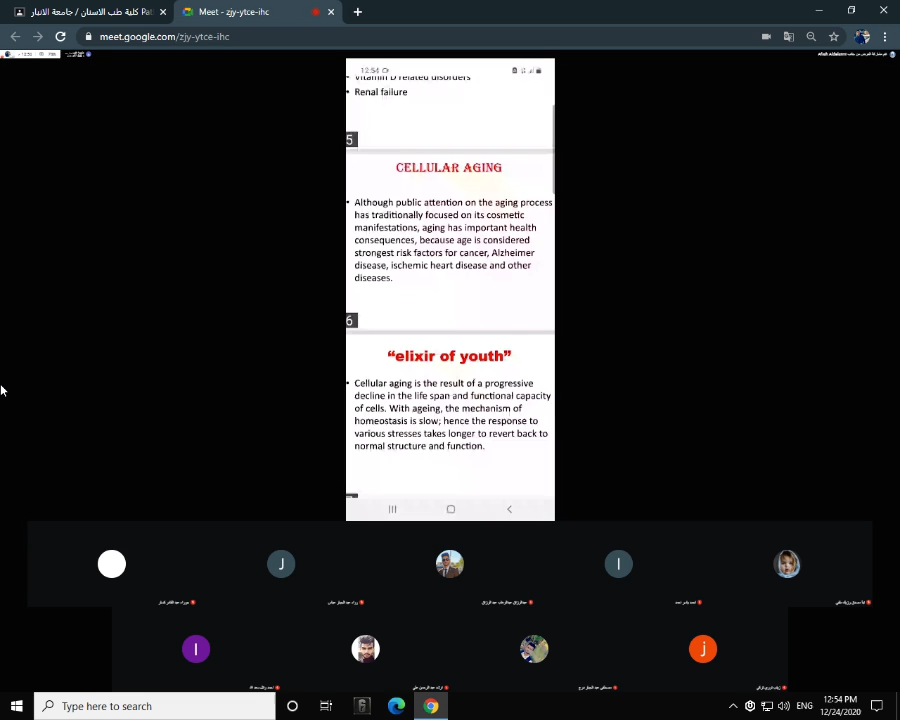 كلية طب الاسنان / جامعة الانبار Pat
Meet - zjy-ytce-ihc
meet.google.com/zjy-ytce-ihc
12:54
Vitamin D related disorders
• Renal failure
5
CELLULAR AGING
• Although public attention on the aging process
has traditionally focused on its cosmetic
manifestations, aging has important health
consequences, because age is considered
strongest risk factors for cancer, Alzheimer
disease, ischemic heart disease and other
diseases.
6
“elixir of youth”
• Cellular aging is the result of a progressive
decline in the life span and functional capacity
of cells. With ageing, the mechanism of
homeostasis is slow; hence the response to
various stresses takes longer to revert back to
normal structure and function.
J
I
I
j
Type here to search
ENG
12:54 PM
12/24/2020